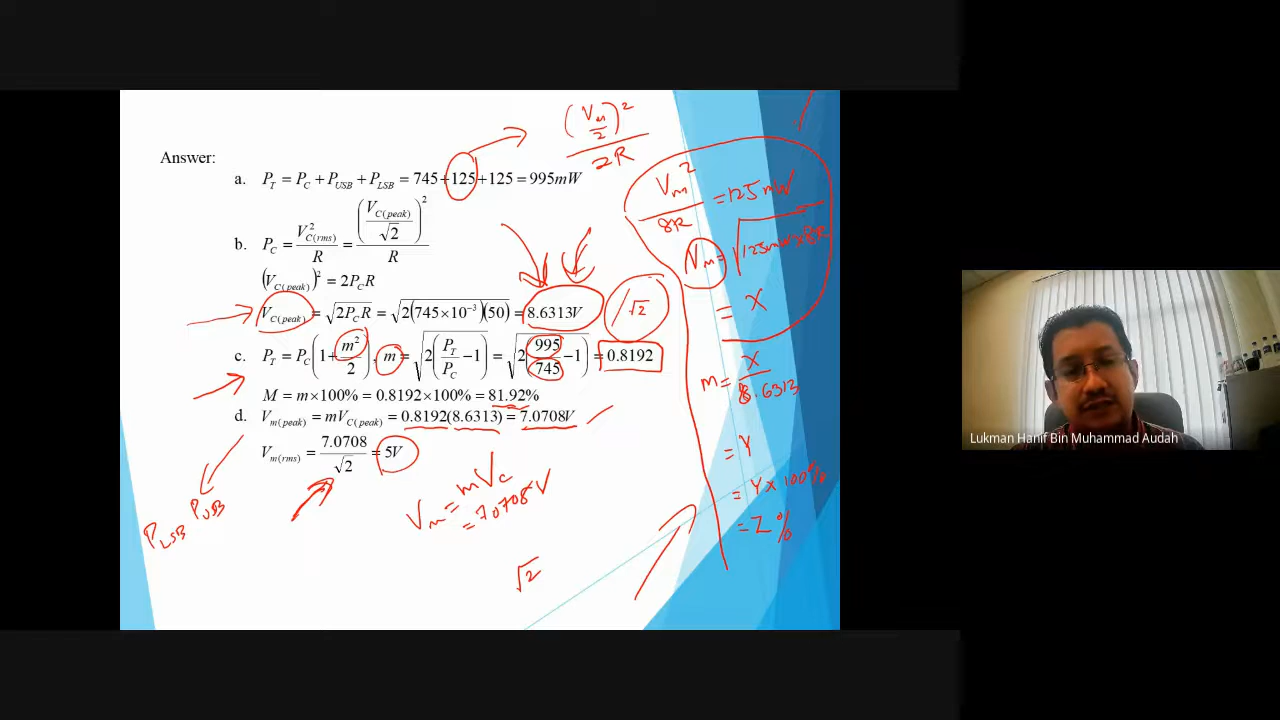 Answer:
a. P_T = P_C + P_USB + P_LSB = 745 + 125 + 125 = 995mW
b. P_C = V²_C(rms) / R = (V_C(peak) / √2)² / R
(V_C(peak))² = 2P_C R
V_C(peak) = √(2P_C R) = √(2(745×10⁻³)(50)) = 8.6313V
c. P_T = P_C(1 + m²/2), m = √(2(P_T/P_C − 1)) = √(2(995/745 − 1)) = 0.8192
M = m×100% = 0.8192×100% = 81.92%
d. V_m(peak) = mV_C(peak) = 0.8192(8.6313) = 7.0708V
V_m(rms) = 7.0708 / √2 = 5V
(V_m / 2)² / 2R
/√2
V_m = mV_c
= 7.0708V
P_LSB P_USB
√2
V_m² / 8R = 125mW
V_m = √(125mW×8R)
= X
m = X / 8.6313
= Y
= Y×100%
= Z%
Lukman Hanif Bin Muhammad Audah